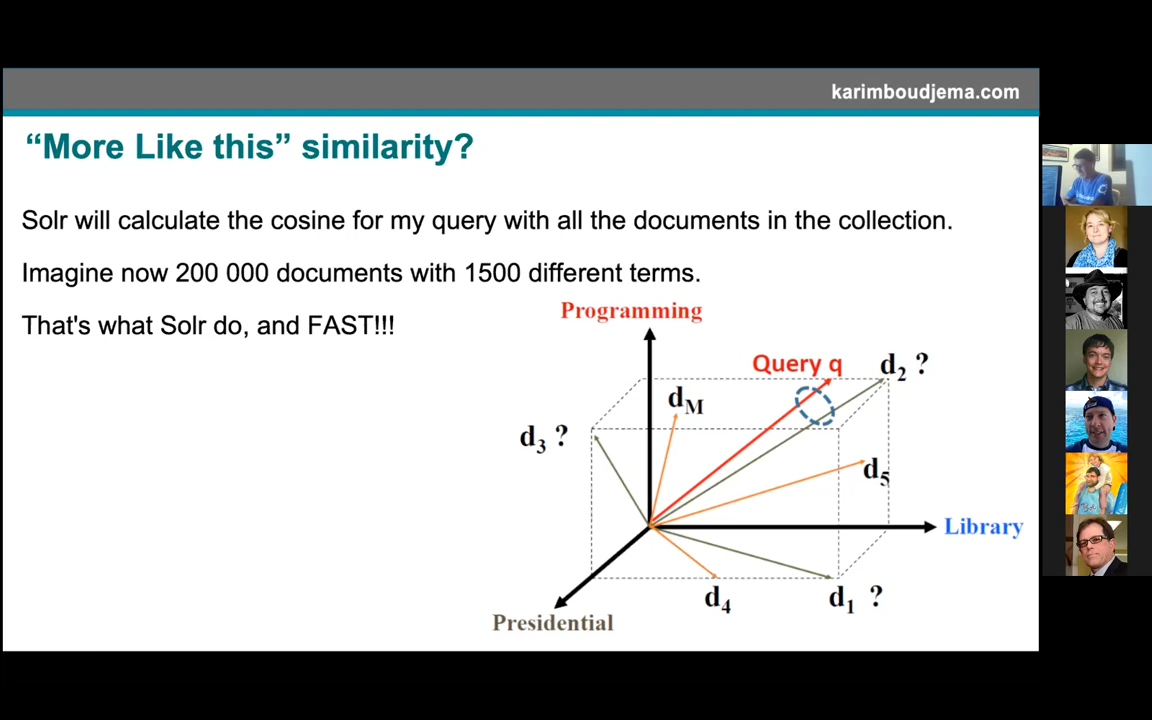 karimboudjema.com
“More Like this” similarity?
Solr will calculate the cosine for my query with all the documents in the collection.
Imagine now 200 000 documents with 1500 different terms.
That's what Solr do, and FAST!!!
Programming
Query q
d2 ?
dM
d3 ?
d5
Library
d4
d1 ?
Presidential